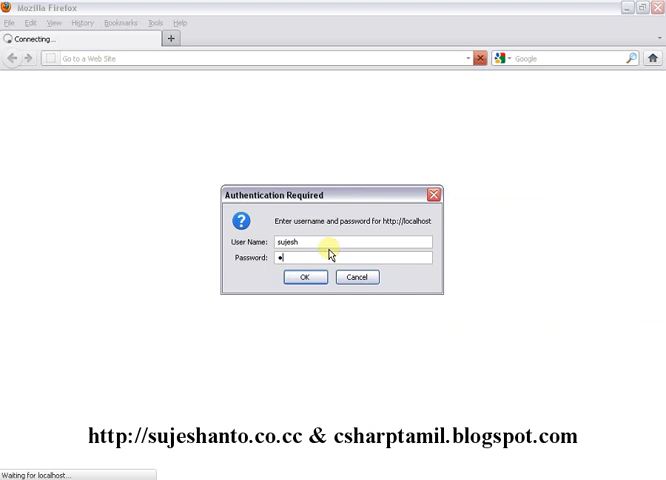 Mozilla Firefox
File Edit View History Bookmarks Tools Help
Connecting...
Go to a Web Site
Google
Authentication Required
Enter username and password for http://localhost
User Name: sujesh
Password:
OK Cancel
http://sujeshanto.co.cc & csharptamil.blogspot.com
Waiting for localhost...